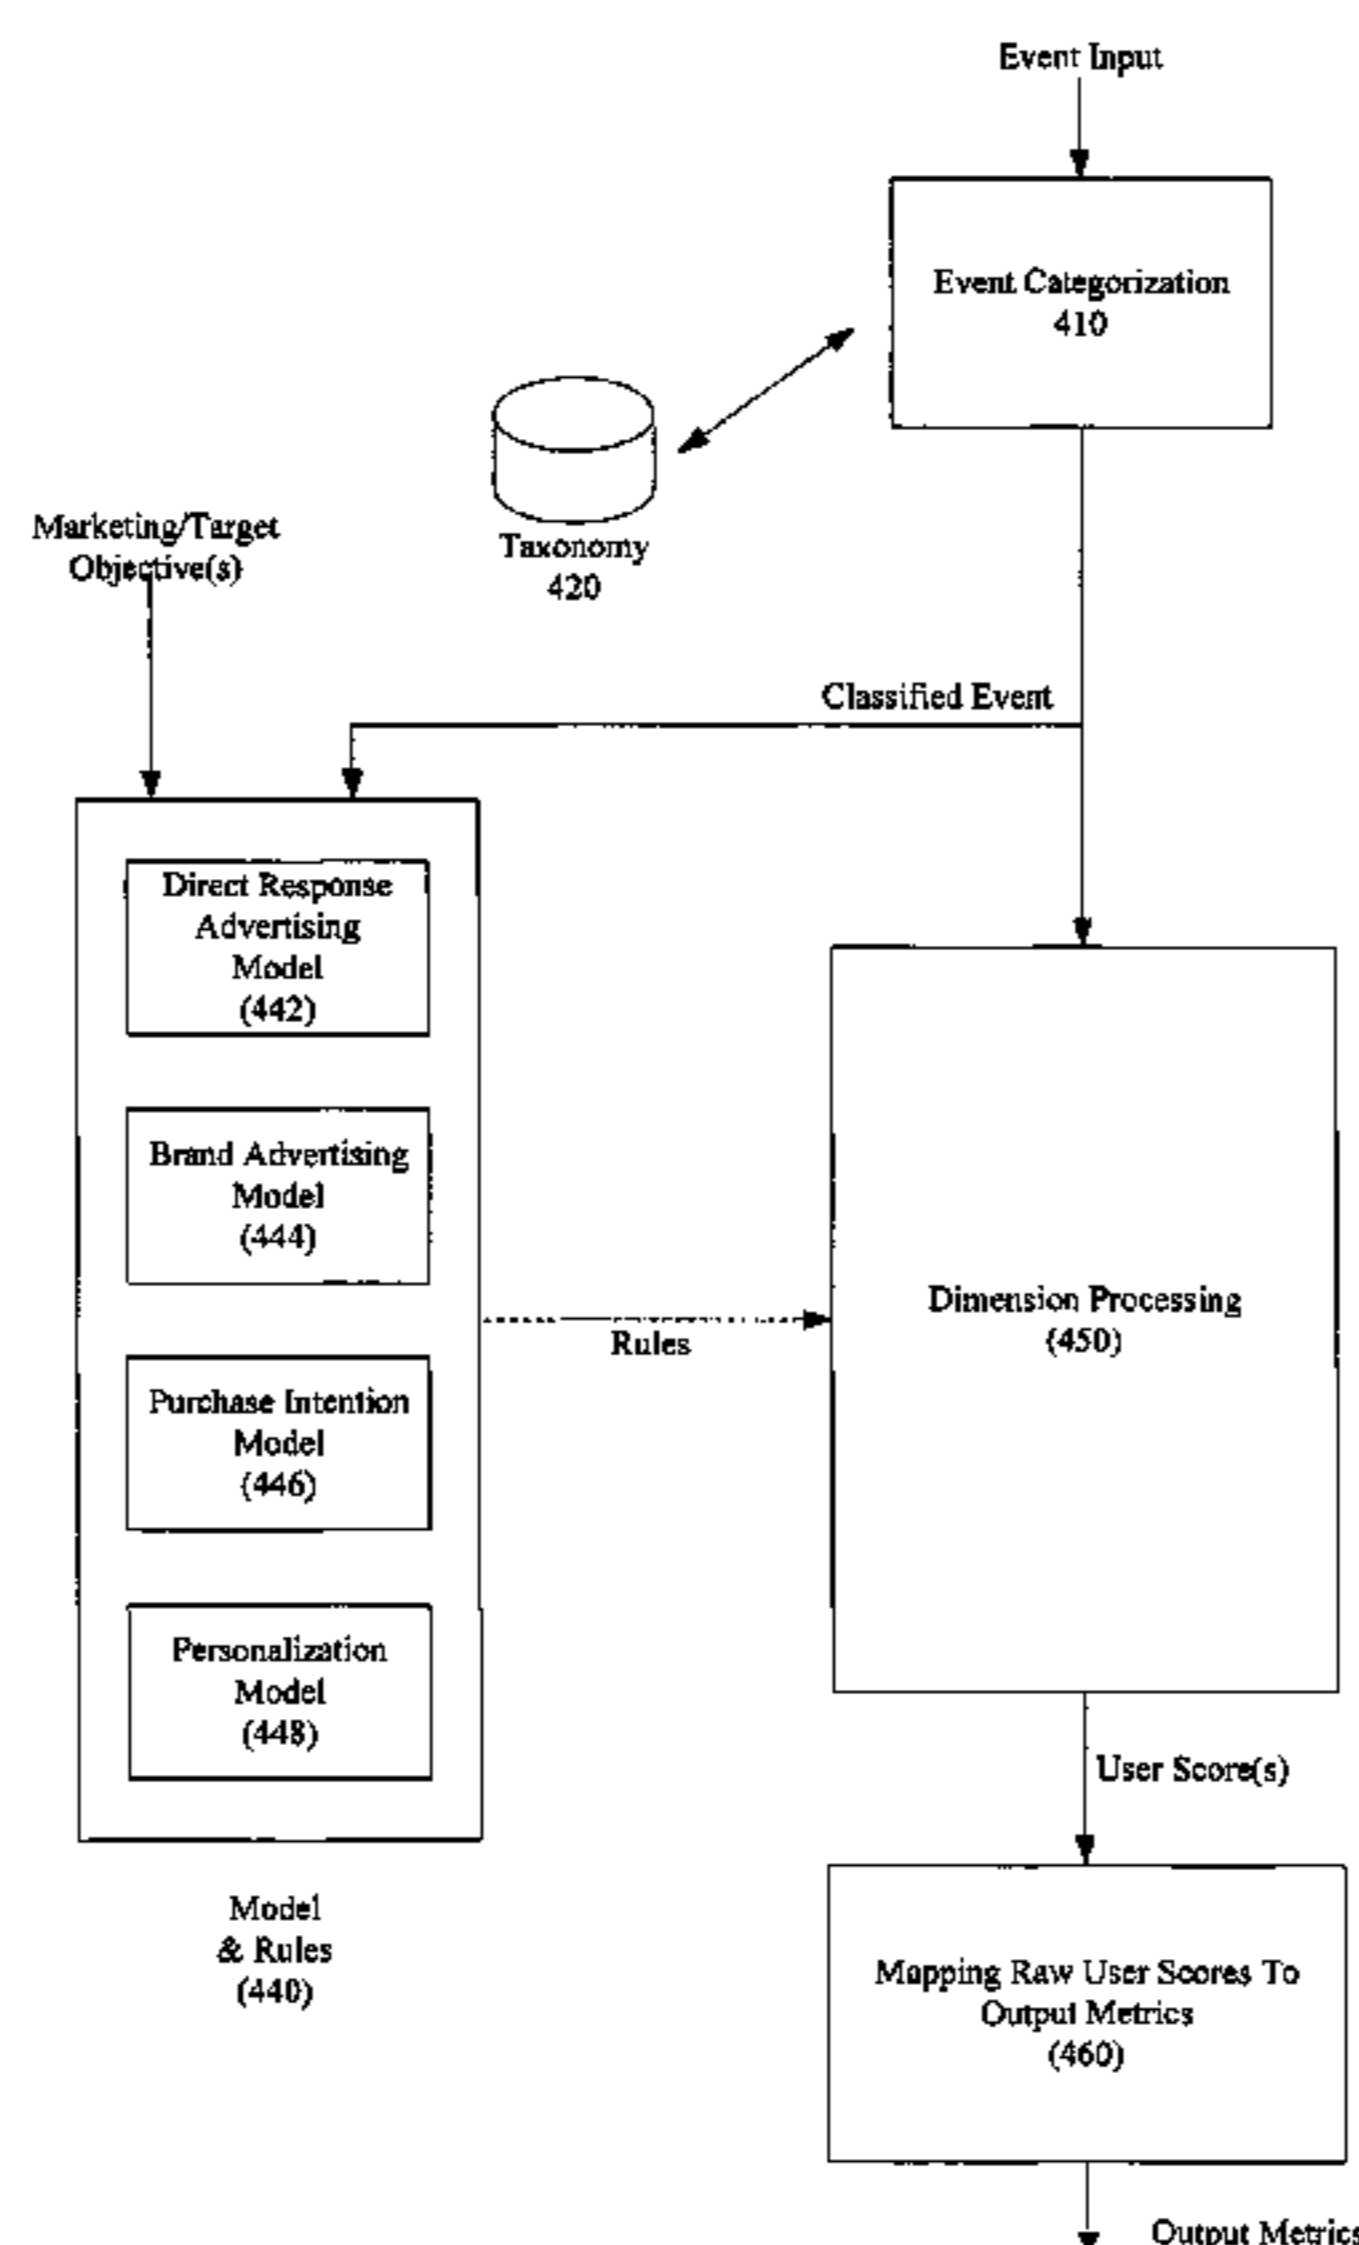 Event Input
Event Categorization
410
Taxonomy
420
Marketing/Target
Objective(s)
Classified Event
Direct Response
Advertising
Model
(442)
Brand Advertising
Model
(444)
Purchase Intention
Model
(446)
Personalization
Model
(448)
Model
& Rules
(440)
Rules
Dimension Processing
(450)
User Score(s)
Mapping Raw User Scores To
Output Metrics
(460)
Output Metrics